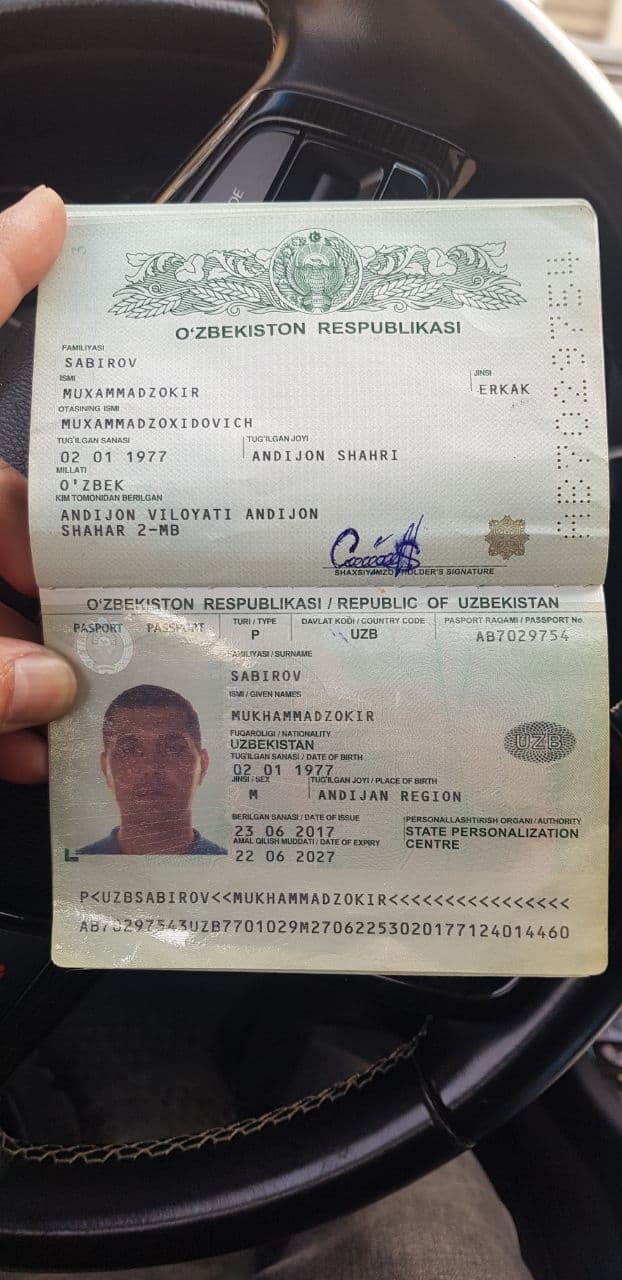 DE
3
O‘ZBEKISTON RESPUBLIKASI
FAMILIYASI
SABIROV
ISMI
MUXAMMADZOKIR
JINSI
ERKAK
OTASINING ISMI
MUXAMMADZOXIDOVICH
TUG'ILGAN SANASI TUG'ILGAN JOYI
02 01 1977 ANDIJON SHAHRI
MILLATI
O'ZBEK
KIM TOMONIDAN BERILGAN
ANDIJON VILOYATI ANDIJON
SHAHAR 2-MB
SHAXSIY IMZO HOLDER'S SIGNATURE
AB7029754
O‘ZBEKISTON RESPUBLIKASI / REPUBLIC OF UZBEKISTAN
PASPORT PASSPORT TURI / TYPE DAVLAT KODI / COUNTRY CODE PASPORT RAQAMI / PASSPORT No.
P UZB AB7029754
FAMILIYASI / SURNAME
SABIROV
ISMI / GIVEN NAMES
MUKHAMMADZOKIR
FUQAROLIGI / NATIONALITY
UZBEKISTAN
UZB
TUG'ILGAN SANASI / DATE OF BIRTH
02 01 1977
JINSI / SEX TUG'ILGAN JOYI / PLACE OF BIRTH
M ANDIJAN REGION
BERILGAN SANASI / DATE OF ISSUE PERSONALLASHTIRISH ORGANI / AUTHORITY
23 06 2017 STATE PERSONALIZATION
AMAL QILISH MUDDATI / DATE OF EXPIRY CENTRE
22 06 2027
P<UZBSABIROV<<MUKHAMMADZOKIR<<<<<<<<<<<<<<<<
AB70297543UZB7701029M27062253020177124014460